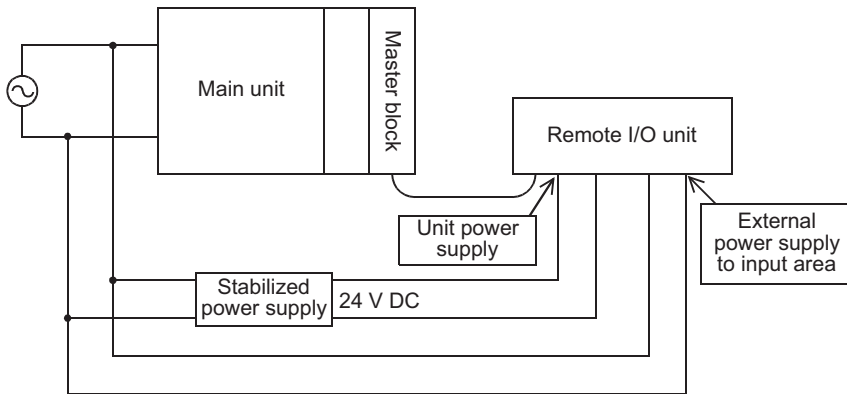 Main unit
Master block
Remote I/O unit
Unit power
supply
External
power supply
to input area
Stabilized
power supply
24 V DC